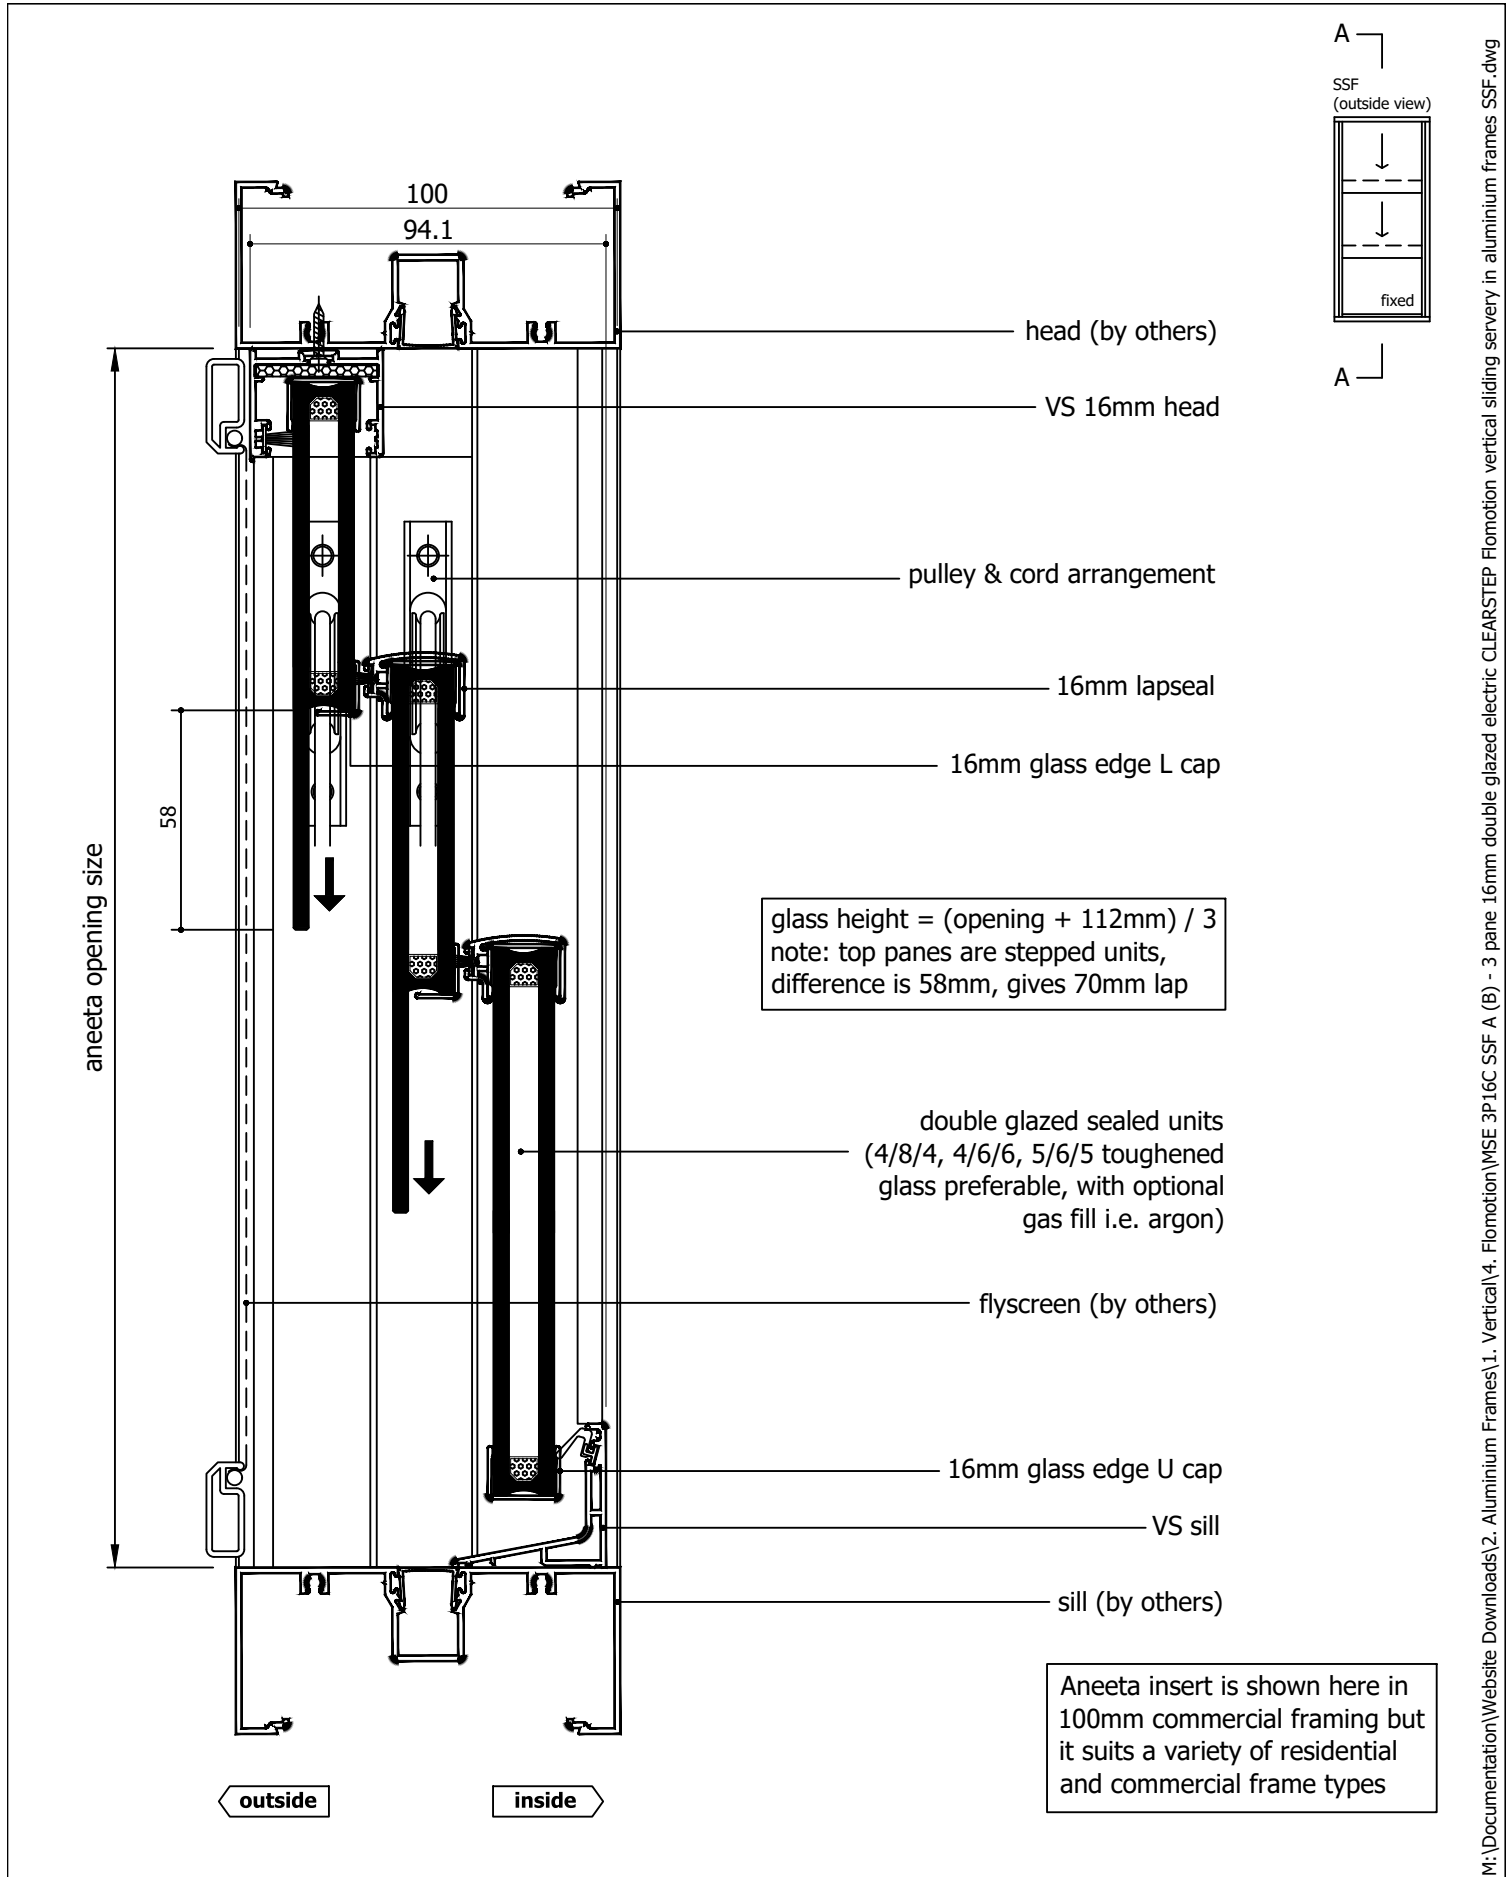 A
SSF
(outside view)
fixed
A
100
94.1
head (by others)
VS 16mm head
pulley & cord arrangement
16mm lapseal
16mm glass edge L cap
58
aneeta opening size
glass height = (opening + 112mm) / 3
note: top panes are stepped units,
difference is 58mm, gives 70mm lap
double glazed sealed units
(4/8/4, 4/6/6, 5/6/5 toughened
glass preferable, with optional
gas fill i.e. argon)
flyscreen (by others)
16mm glass edge U cap
VS sill
sill (by others)
Aneeta insert is shown here in
100mm commercial framing but
it suits a variety of residential
and commercial frame types
outside
inside
M:\Documentation\Website Downloads\2. Aluminium Frames\1. Vertical\4. Flomotion\MSE 3P16C SSF A (B) - 3 pane 16mm double glazed electric CLEARSTEP Flomotion vertical sliding servery in aluminium frames SSF.dwg